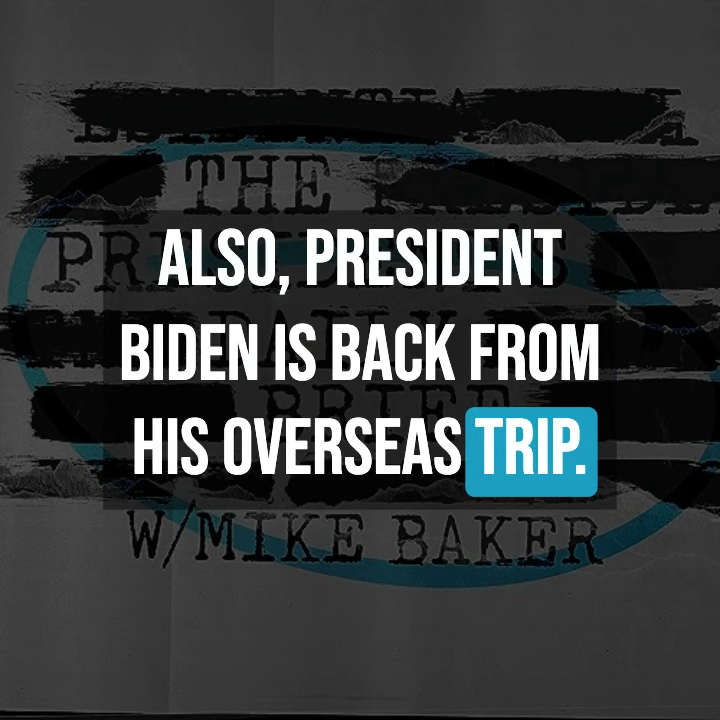 THE
ALSO, PRESIDENT
BIDEN IS BACK FROM
HIS OVERSEAS TRIP.
W/MIKE BAKER